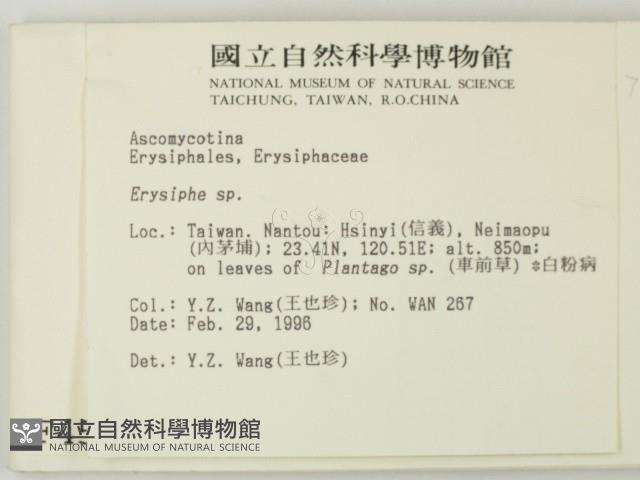 國立自然科學博物館
NATIONAL MUSEUM OF NATURAL SCIENCE
TAICHUNG, TAIWAN, R.O.CHINA
Ascomycotina
Erysiphales, Erysiphaceae
Erysiphe sp.
Loc.: Taiwan. Nantou: Hsinyi(信義), Neimaopu
(內茅埔); 23.41N, 120.51E; alt. 850m;
on leaves of Plantago sp. (車前草) 白粉病
Col.: Y.Z. Wang(王也珍); No. WAN 267
Date: Feb. 29, 1996
Det.: Y.Z. Wang(王也珍)
國立自然科學博物館
NATIONAL MUSEUM OF NATURAL SCIENCE